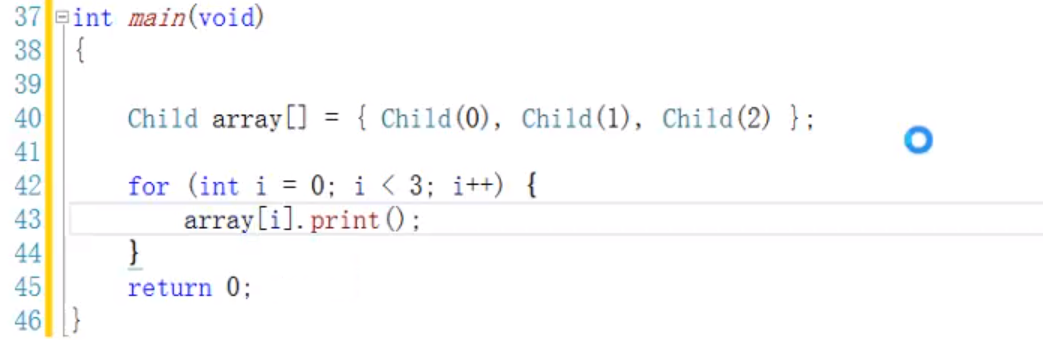 37 int main(void)
38 {
39
40 Child array[] = { Child(0), Child(1), Child(2) };
41
42 for (int i = 0; i < 3; i++) {
43 array[i].print();
44 }
45 return 0;
46 }